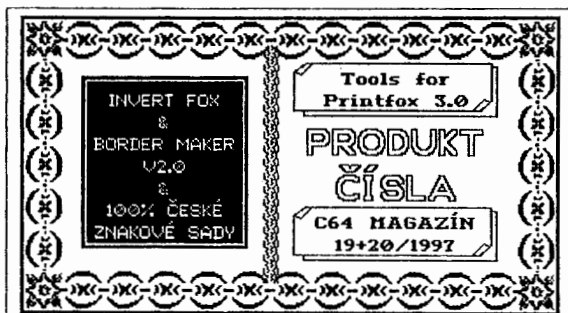 INVERT FOX
&
BORDER MAKER
V2.0
&
100% ČESKÉ
ZNAKOVÉ SADY
Tools for
Printfox 3.0
PRODUKT
ČÍSLA
C64 MAGAZÍN
19+20/1997